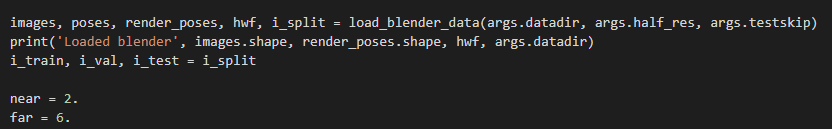 images, poses, render_poses, hwf, i_split = load_blender_data(args.datadir, args.half_res, args.testskip)
print('Loaded blender', images.shape, render_poses.shape, hwf, args.datadir)
i_train, i_val, i_test = i_split
near = 2.
far = 6.